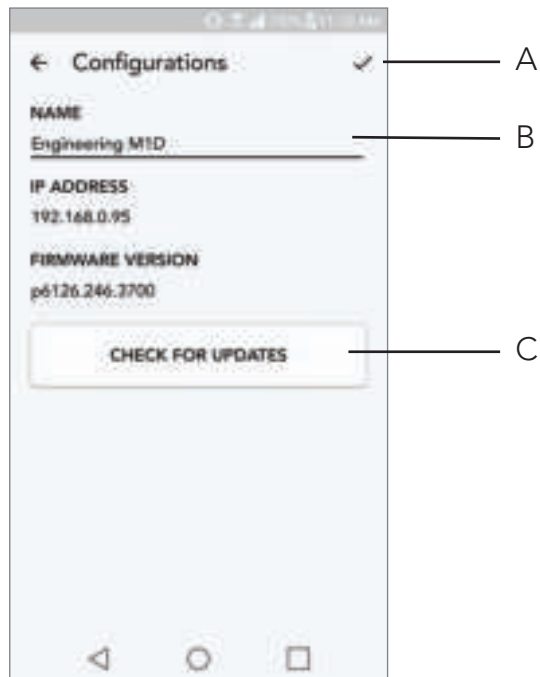 ← Configurations ✓ A
NAME
Engineering M1D B
IP ADDRESS
192.168.0.95
FIRMWARE VERSION
p6126.246.3700
CHECK FOR UPDATES C